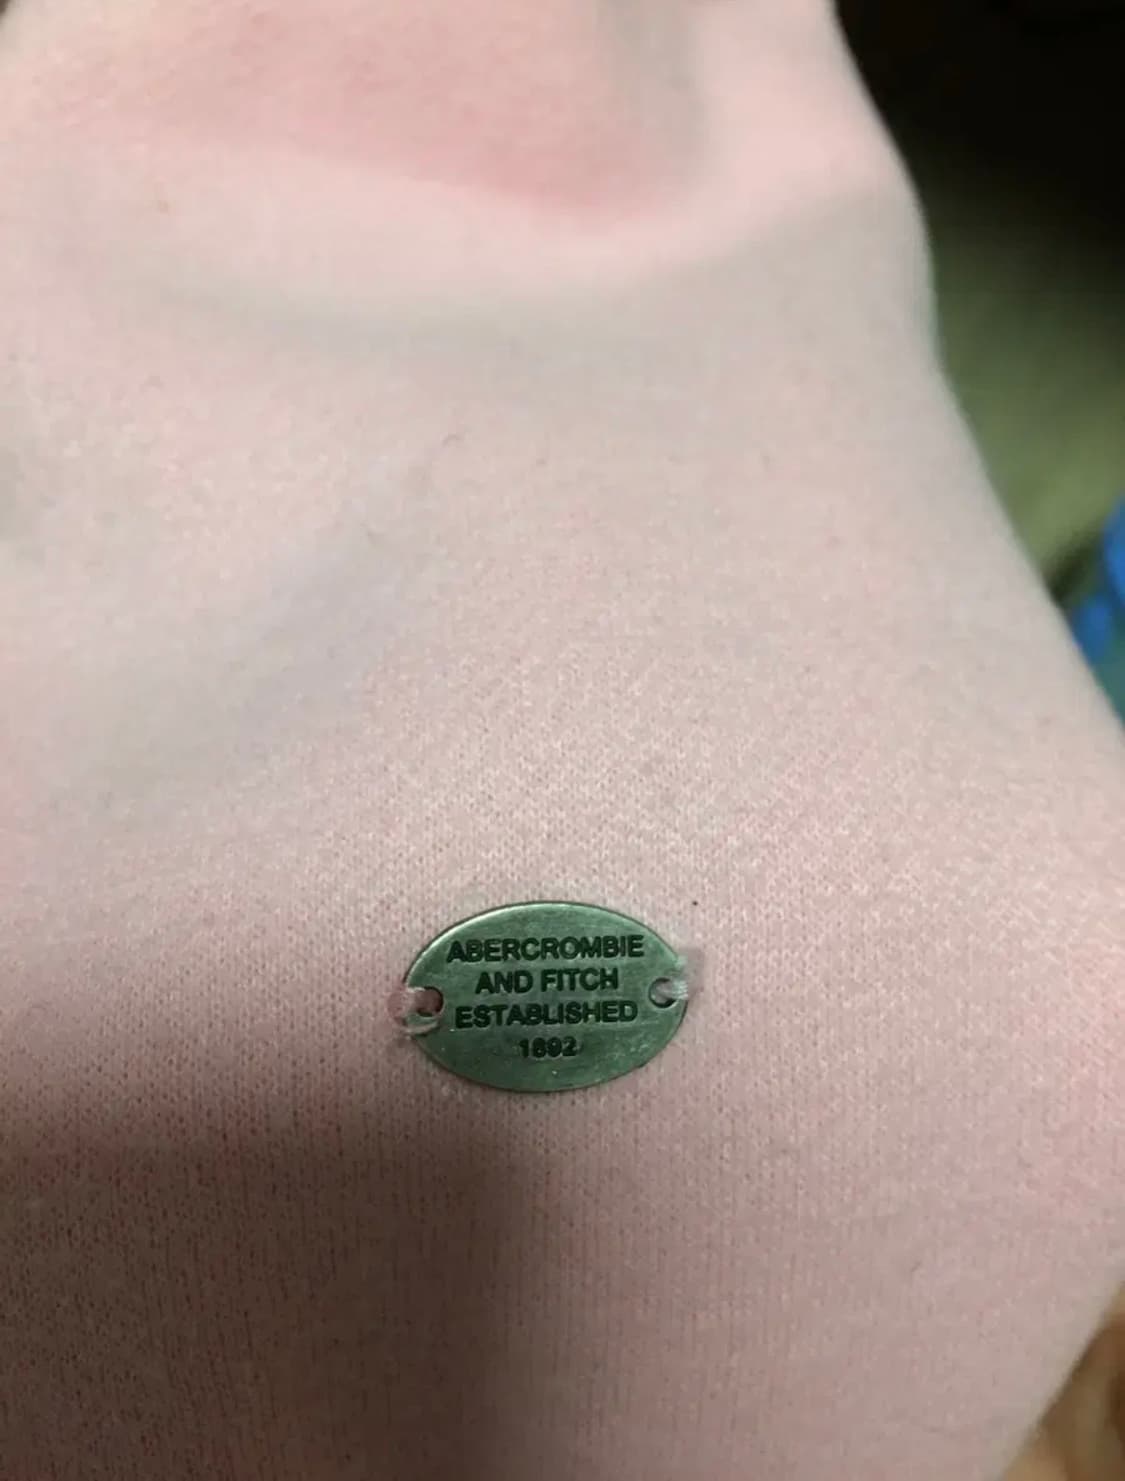 ABERCROMBIE
AND FITCH
ESTABLISHED
1892